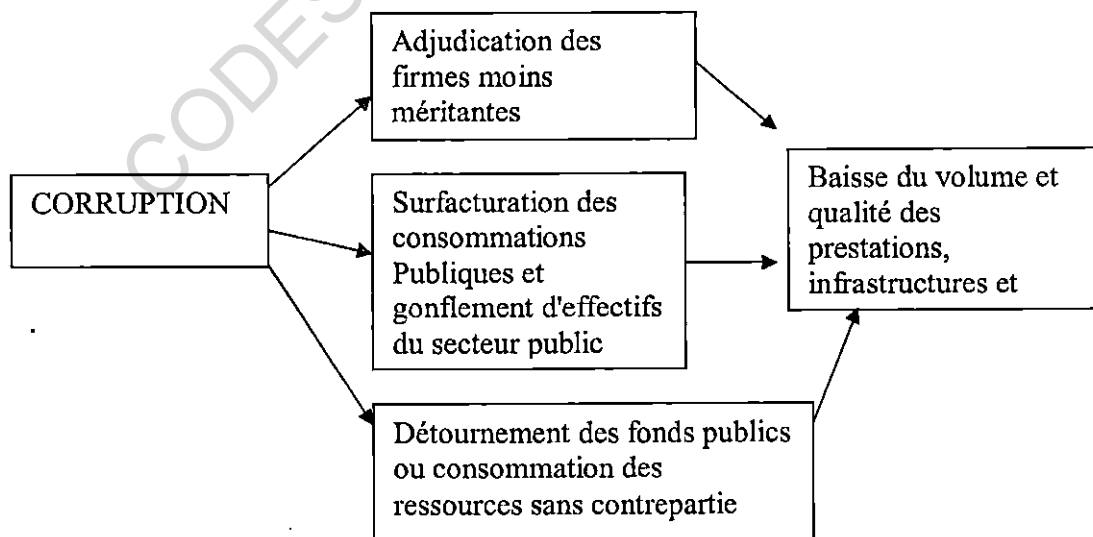 CODES
Adjudication des
firmes moins
méritantes
CORRUPTION
Surfacturation des
consommations
Publiques et
gonflement d'effectifs
du secteur public
Baisse du volume et
qualité des
prestations,
infrastructures et
Détournement des fonds publics
ou consommation des
ressources sans contrepartie